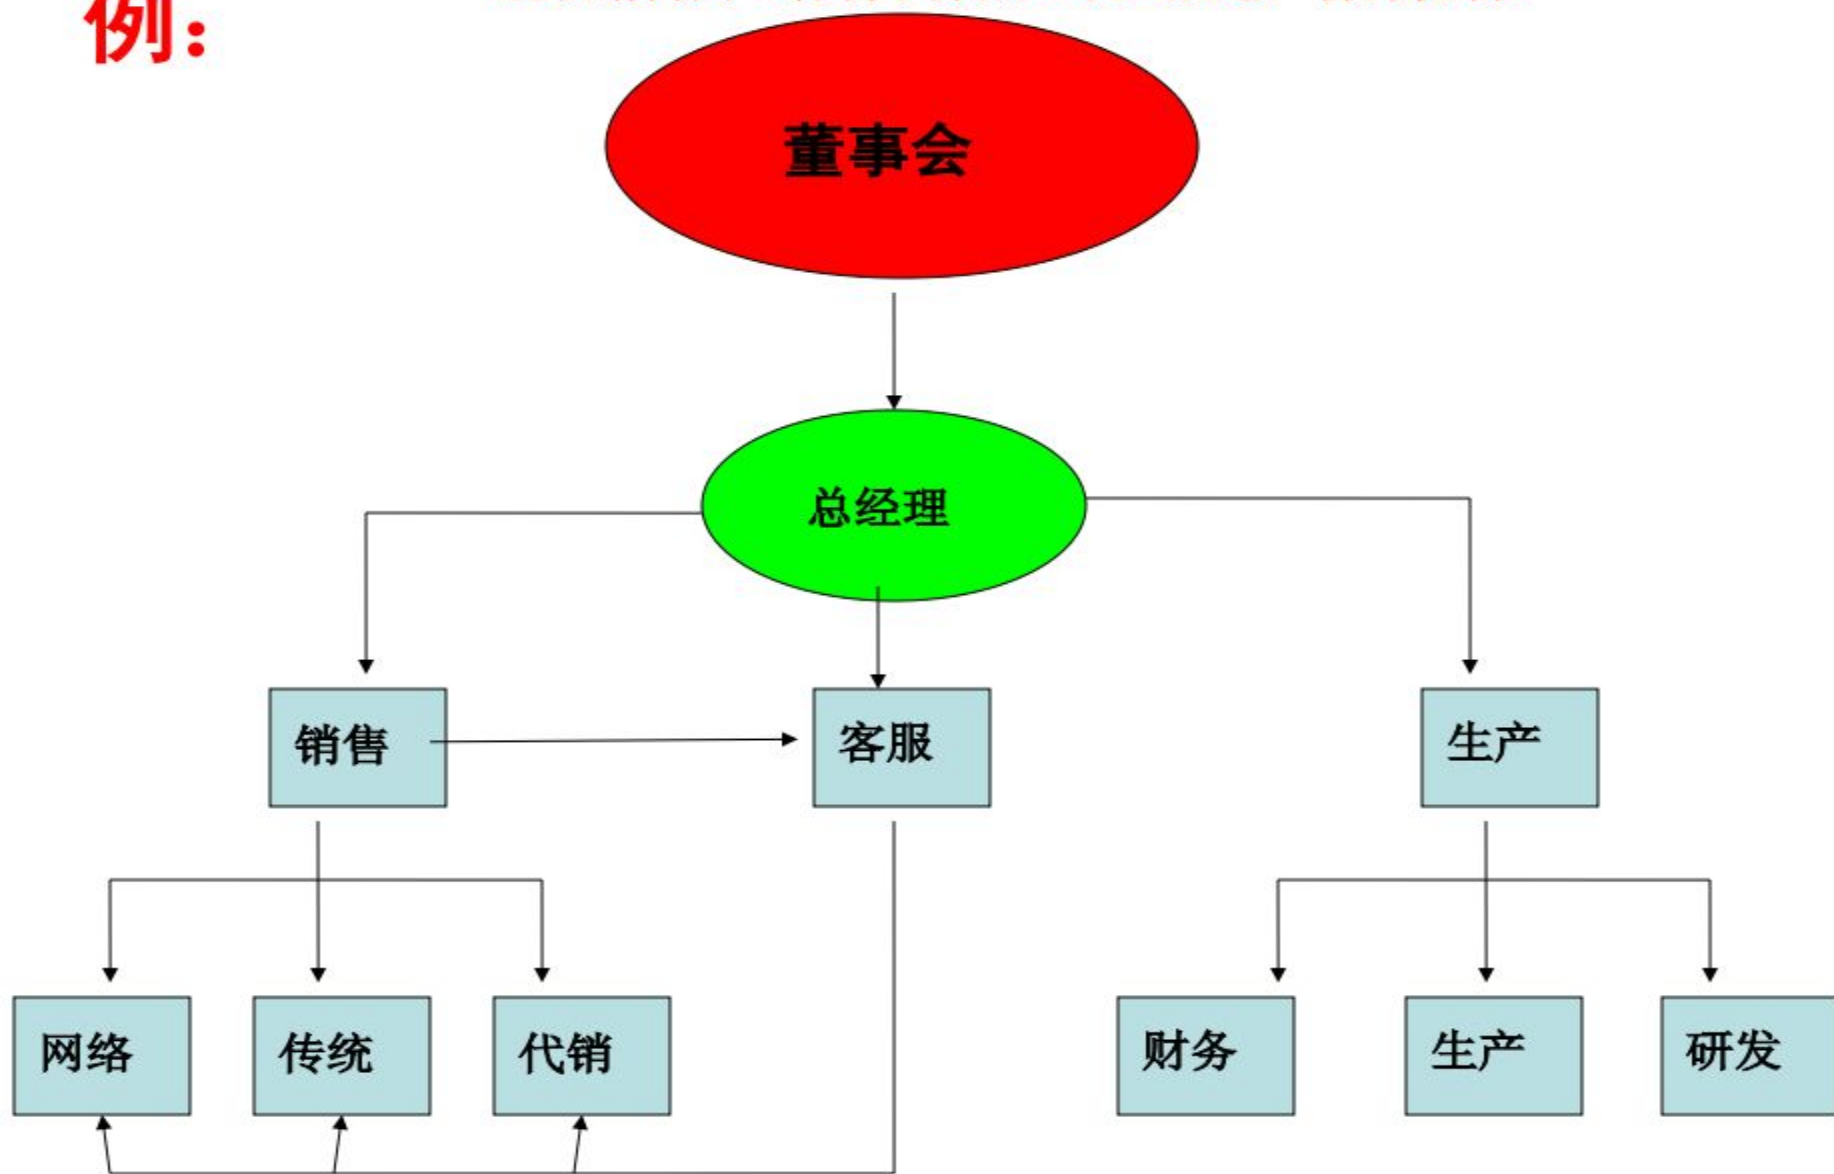 例：
董事会
总经理
销售
客服
生产
网络
传统
代销
财务
生产
研发